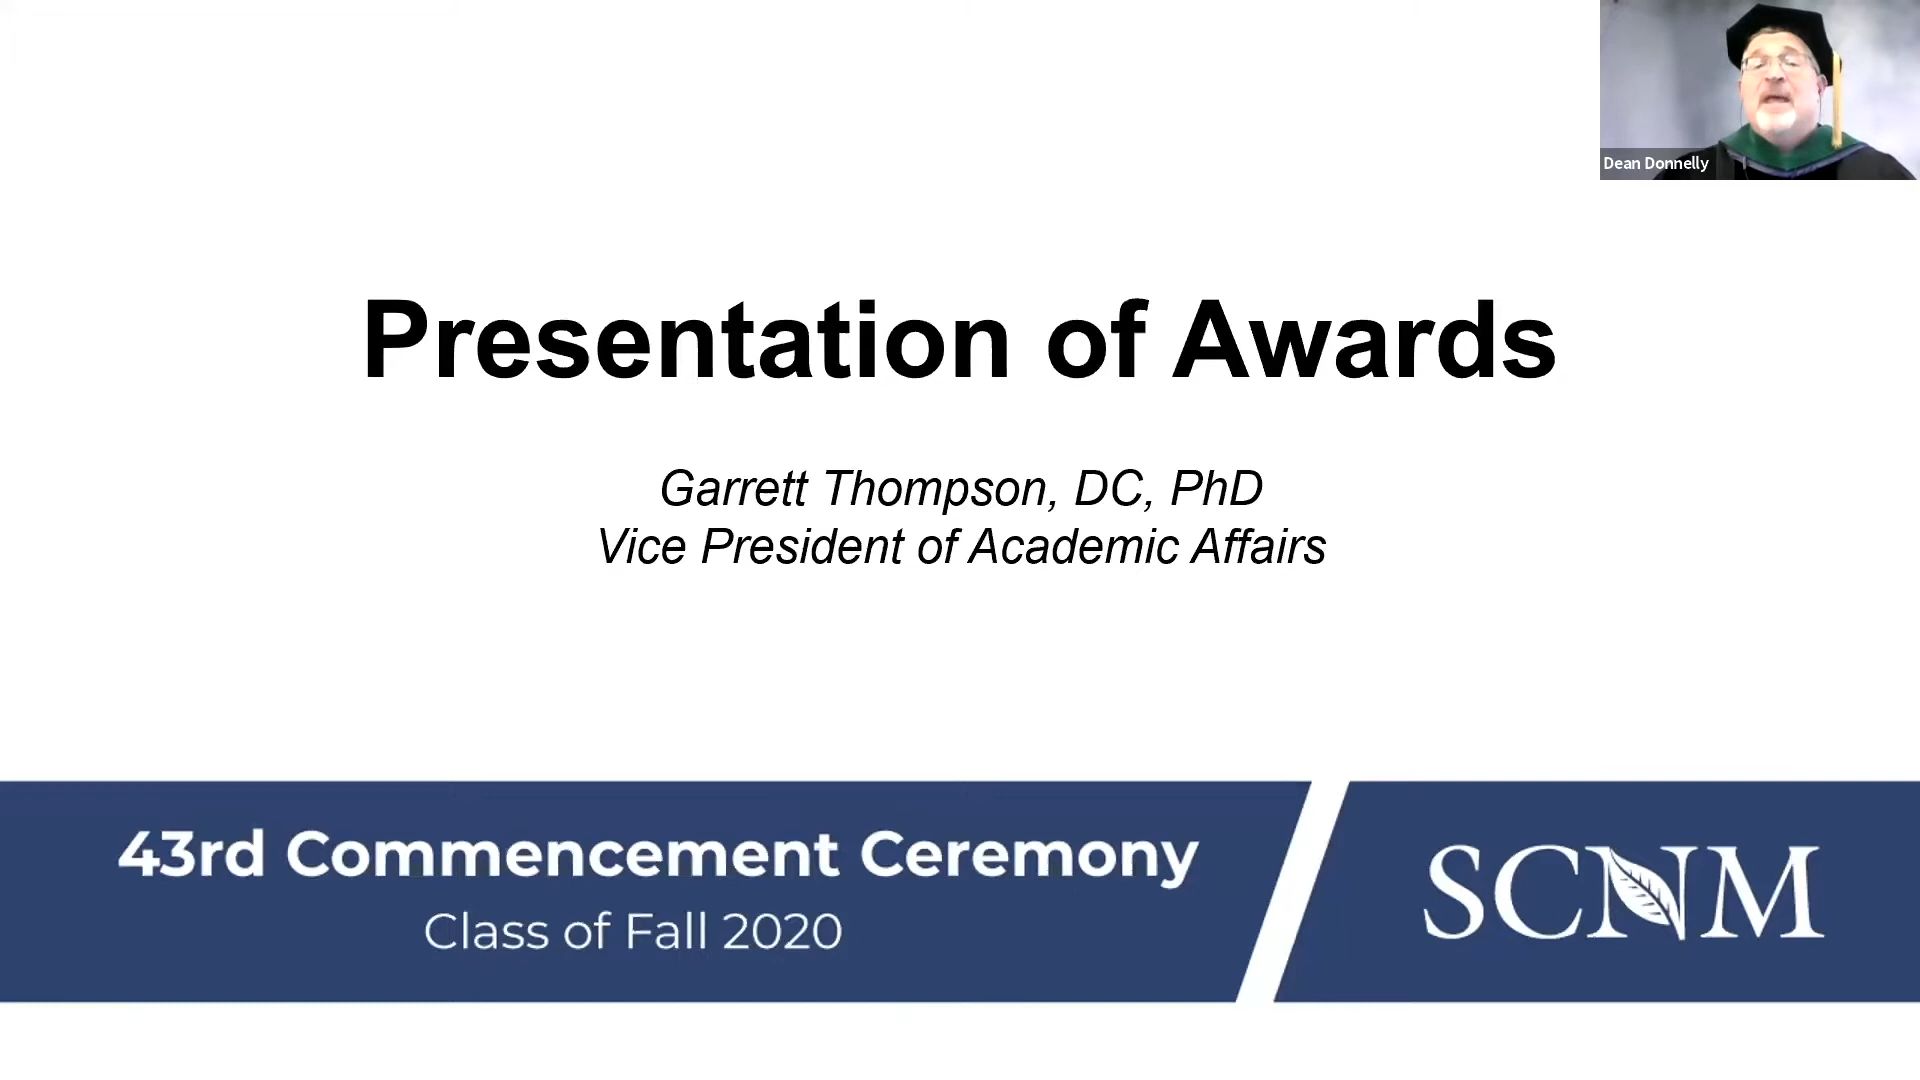 Dean Donnelly
Presentation of Awards
Garrett Thompson, DC, PhD
Vice President of Academic Affairs
43rd Commencement Ceremony
Class of Fall 2020
SCNM